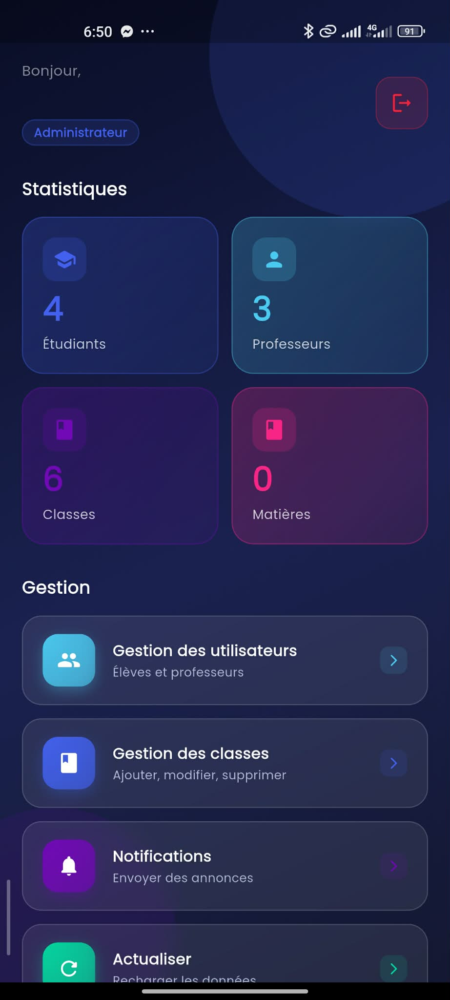 6:50
4G
91
Bonjour,
Administrateur
Statistiques
4
Étudiants
3
Professeurs
6
Classes
0
Matières
Gestion
Gestion des utilisateurs
Élèves et professeurs
Gestion des classes
Ajouter, modifier, supprimer
Notifications
Envoyer des annonces
Actualiser
Recharger les données